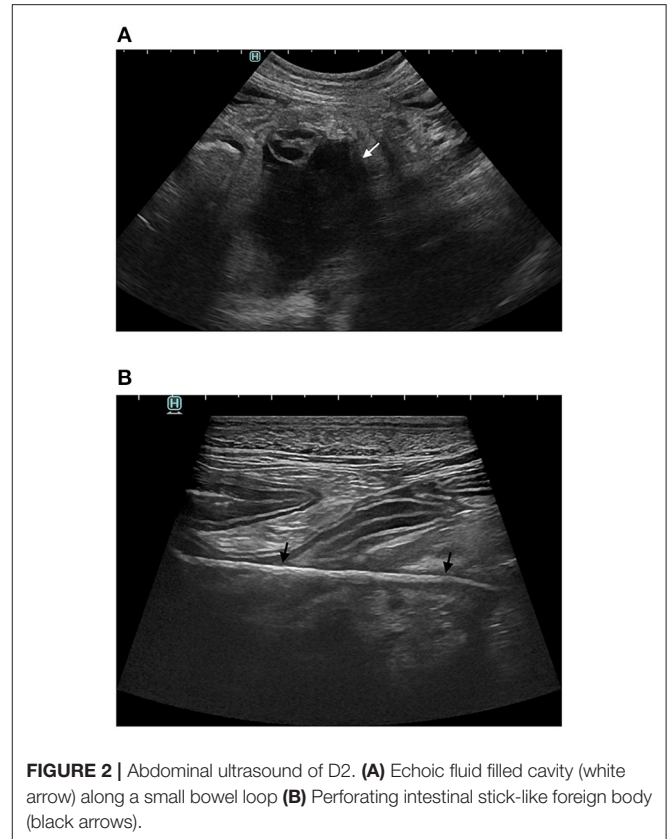 A
H
B
H
FIGURE 2 | Abdominal ultrasound of D2. (A) Echoic fluid filled cavity (white
arrow) along a small bowel loop (B) Perforating intestinal stick-like foreign body
(black arrows).